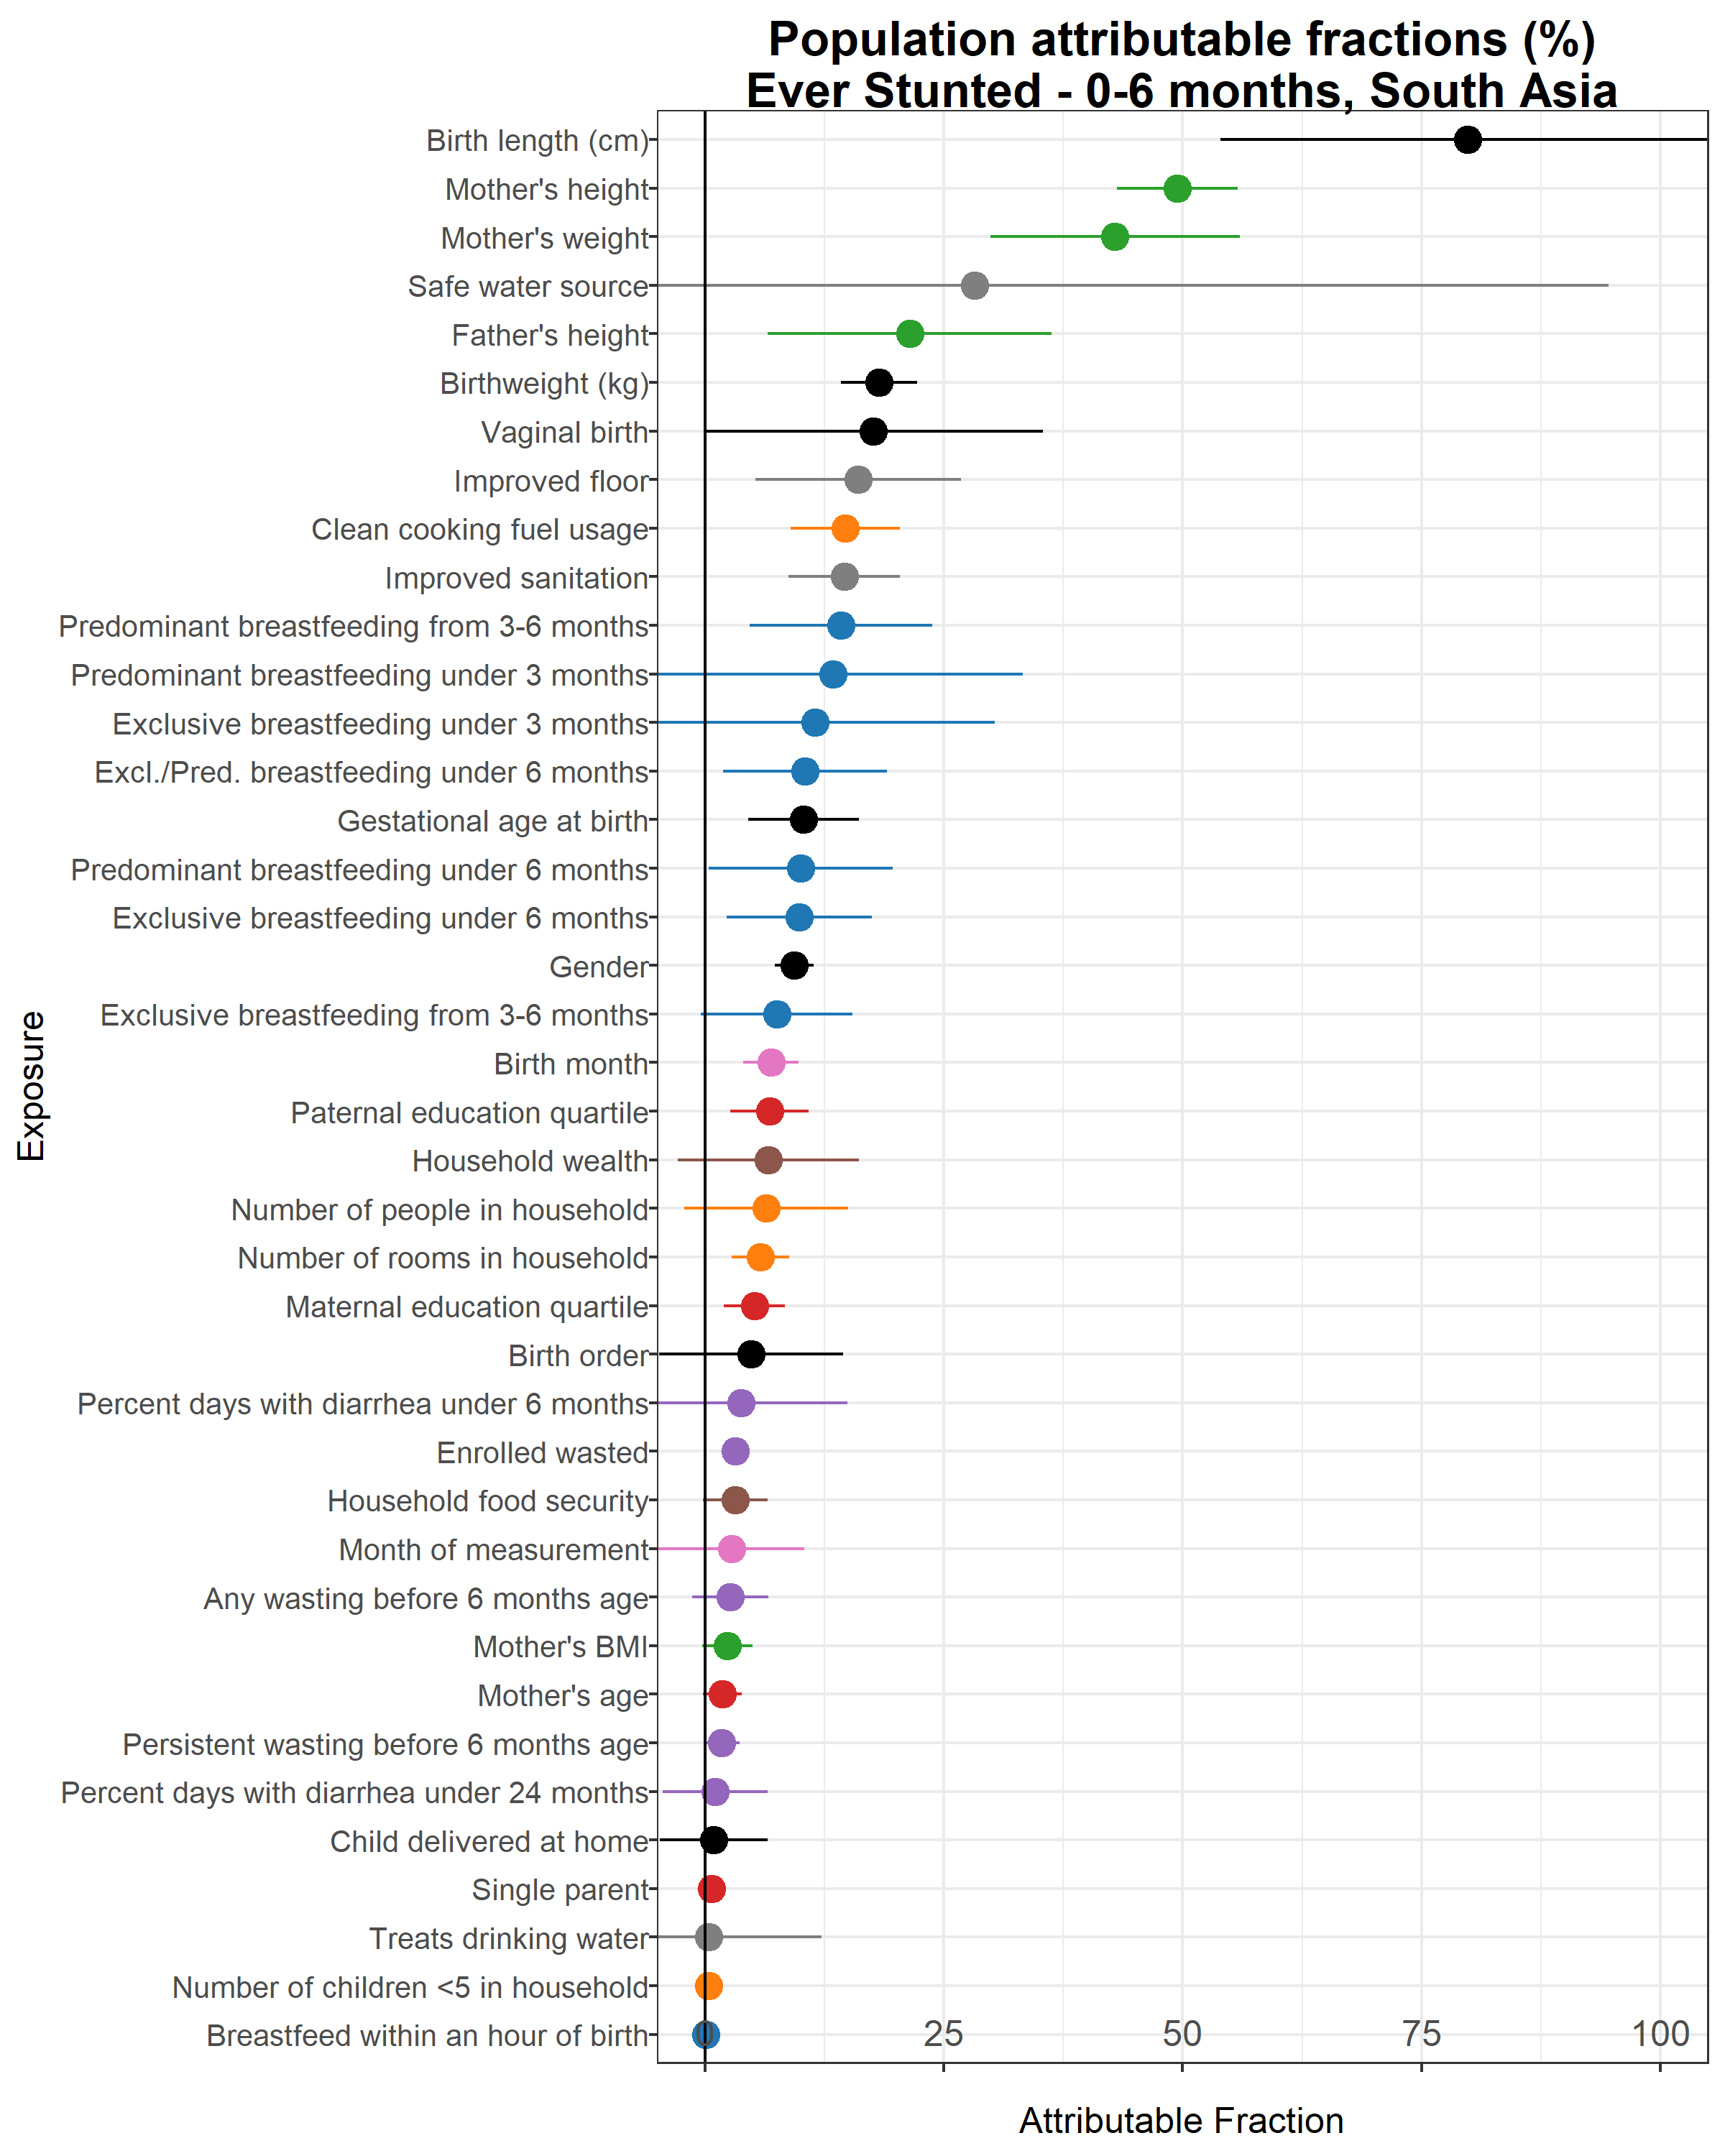 Population attributable fractions (%)
Ever Stunted - 0-6 months, South Asia
Exposure
Birth length (cm)
Mother's height
Mother's weight
Safe water source
Father's height
Birthweight (kg)
Vaginal birth
Improved floor
Clean cooking fuel usage
Improved sanitation
Predominant breastfeeding from 3-6 months
Predominant breastfeeding under 3 months
Exclusive breastfeeding under 3 months
Excl./Pred. breastfeeding under 6 months
Gestational age at birth
Predominant breastfeeding under 6 months
Exclusive breastfeeding under 6 months
Gender
Exclusive breastfeeding from 3-6 months
Birth month
Paternal education quartile
Household wealth
Number of people in household
Number of rooms in household
Maternal education quartile
Birth order
Percent days with diarrhea under 6 months
Enrolled wasted
Household food security
Month of measurement
Any wasting before 6 months age
Mother's BMI
Mother's age
Persistent wasting before 6 months age
Percent days with diarrhea under 24 months
Child delivered at home
Single parent
Treats drinking water
Number of children <5 in household
Breastfeed within an hour of birth
0 25 50 75 100
Attributable Fraction